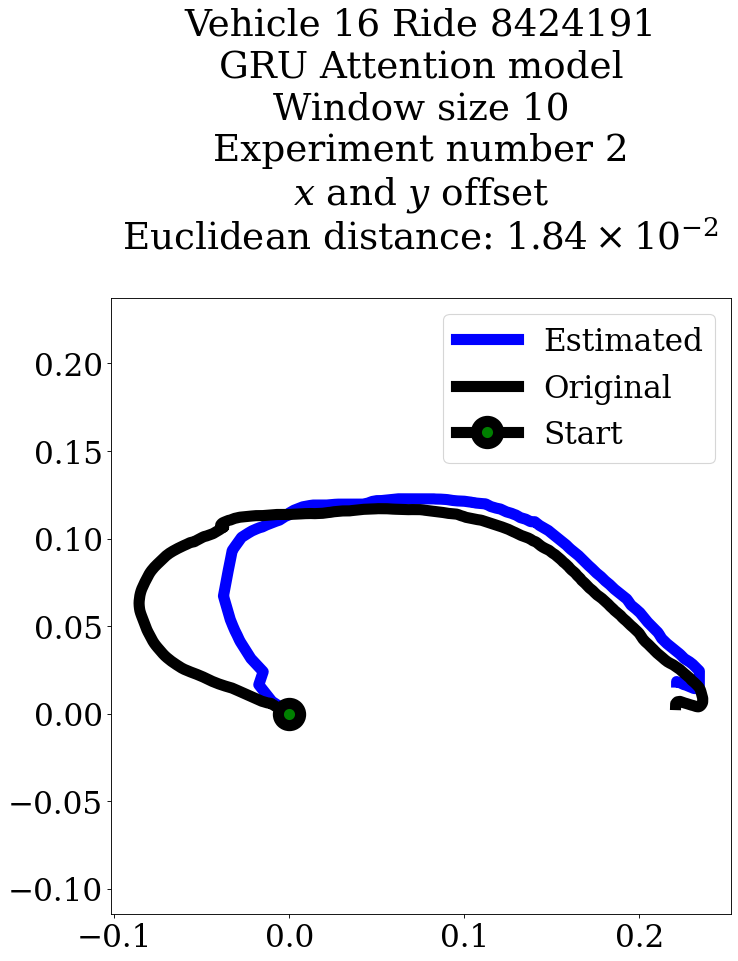 Vehicle 16 Ride 8424191
GRU Attention model
Window size 10
Experiment number 2
x and y offset
Euclidean distance: 1.84 × 10⁻²
Estimated
Original
Start
0.20
0.15
0.10
0.05
0.00
−0.05
−0.10
−0.1 0.0 0.1 0.2